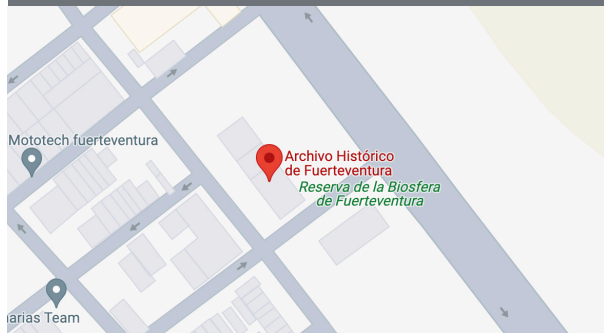 Mototech fuerteventura
Archivo Histórico
de Fuerteventura
Reserva de la Biosfera
de Fuerteventura
arias Team